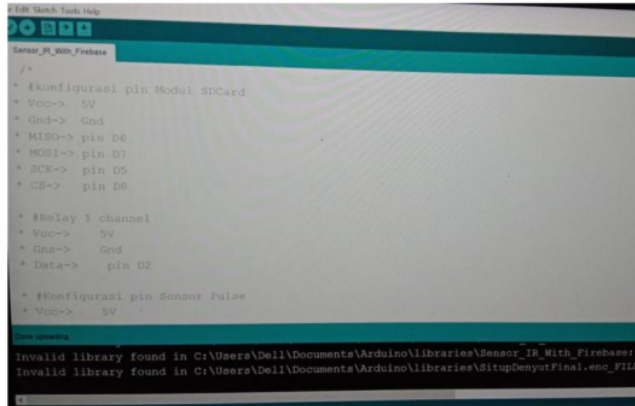 Edit Sketch Tools Help
Sensor_IR_With_Firebase
/*
* #konfigurasi pin Modul SDCard
* Vcc-> 5V
* Gnd-> Gnd
* MISO-> pin D6
* MOSI-> pin D7
* SCK-> pin D5
* CS-> pin D8
* #Relay 1 channel
* Vcc-> 5V
* Gns-> Gnd
* Data-> pin D2
* #Konfigurasi pin Sensor Pulse
* Vcc-> 5V
Done uploading.
Invalid library found in C:\Users\Dell\Documents\Arduino\libraries\Sensor_IR_With_Firebase:
Invalid library found in C:\Users\Dell\Documents\Arduino\libraries\SitupDenyutFinal.enc_FIL